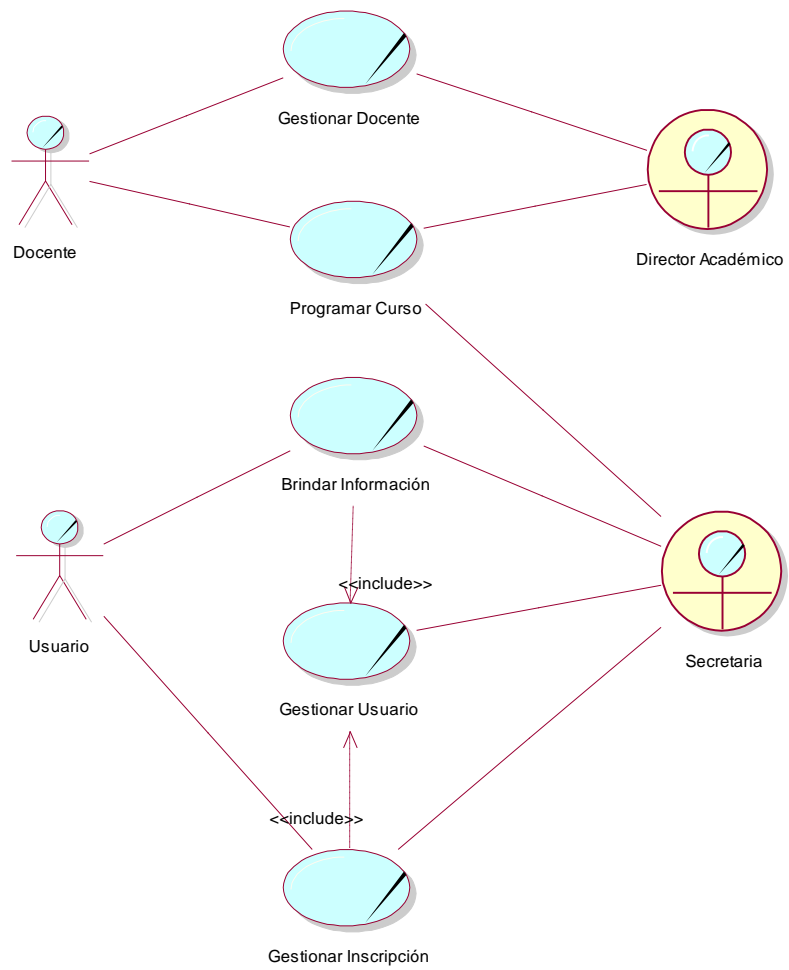 Gestionar Docente
Docente
Director Académico
Programar Curso
Brindar Información
<<include>>
Usuario
Secretaria
Gestionar Usuario
<<include>>
Gestionar Inscripción